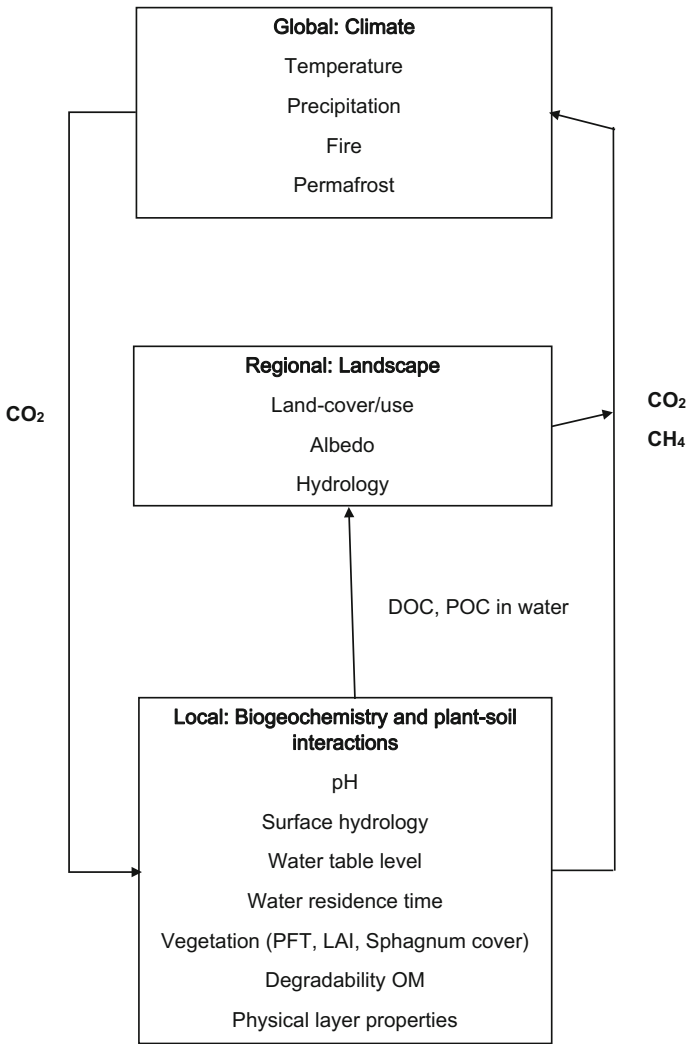 Global: Climate
Temperature
Precipitation
Fire
Permafrost
Regional: Landscape
Land-cover/use
Albedo
Hydrology
CO₂
CO₂
CH₄
DOC, POC in water
Local: Biogeochemistry and plant-soil
interactions
pH
Surface hydrology
Water table level
Water residence time
Vegetation (PFT, LAI, Sphagnum cover)
Degradability OM
Physical layer properties